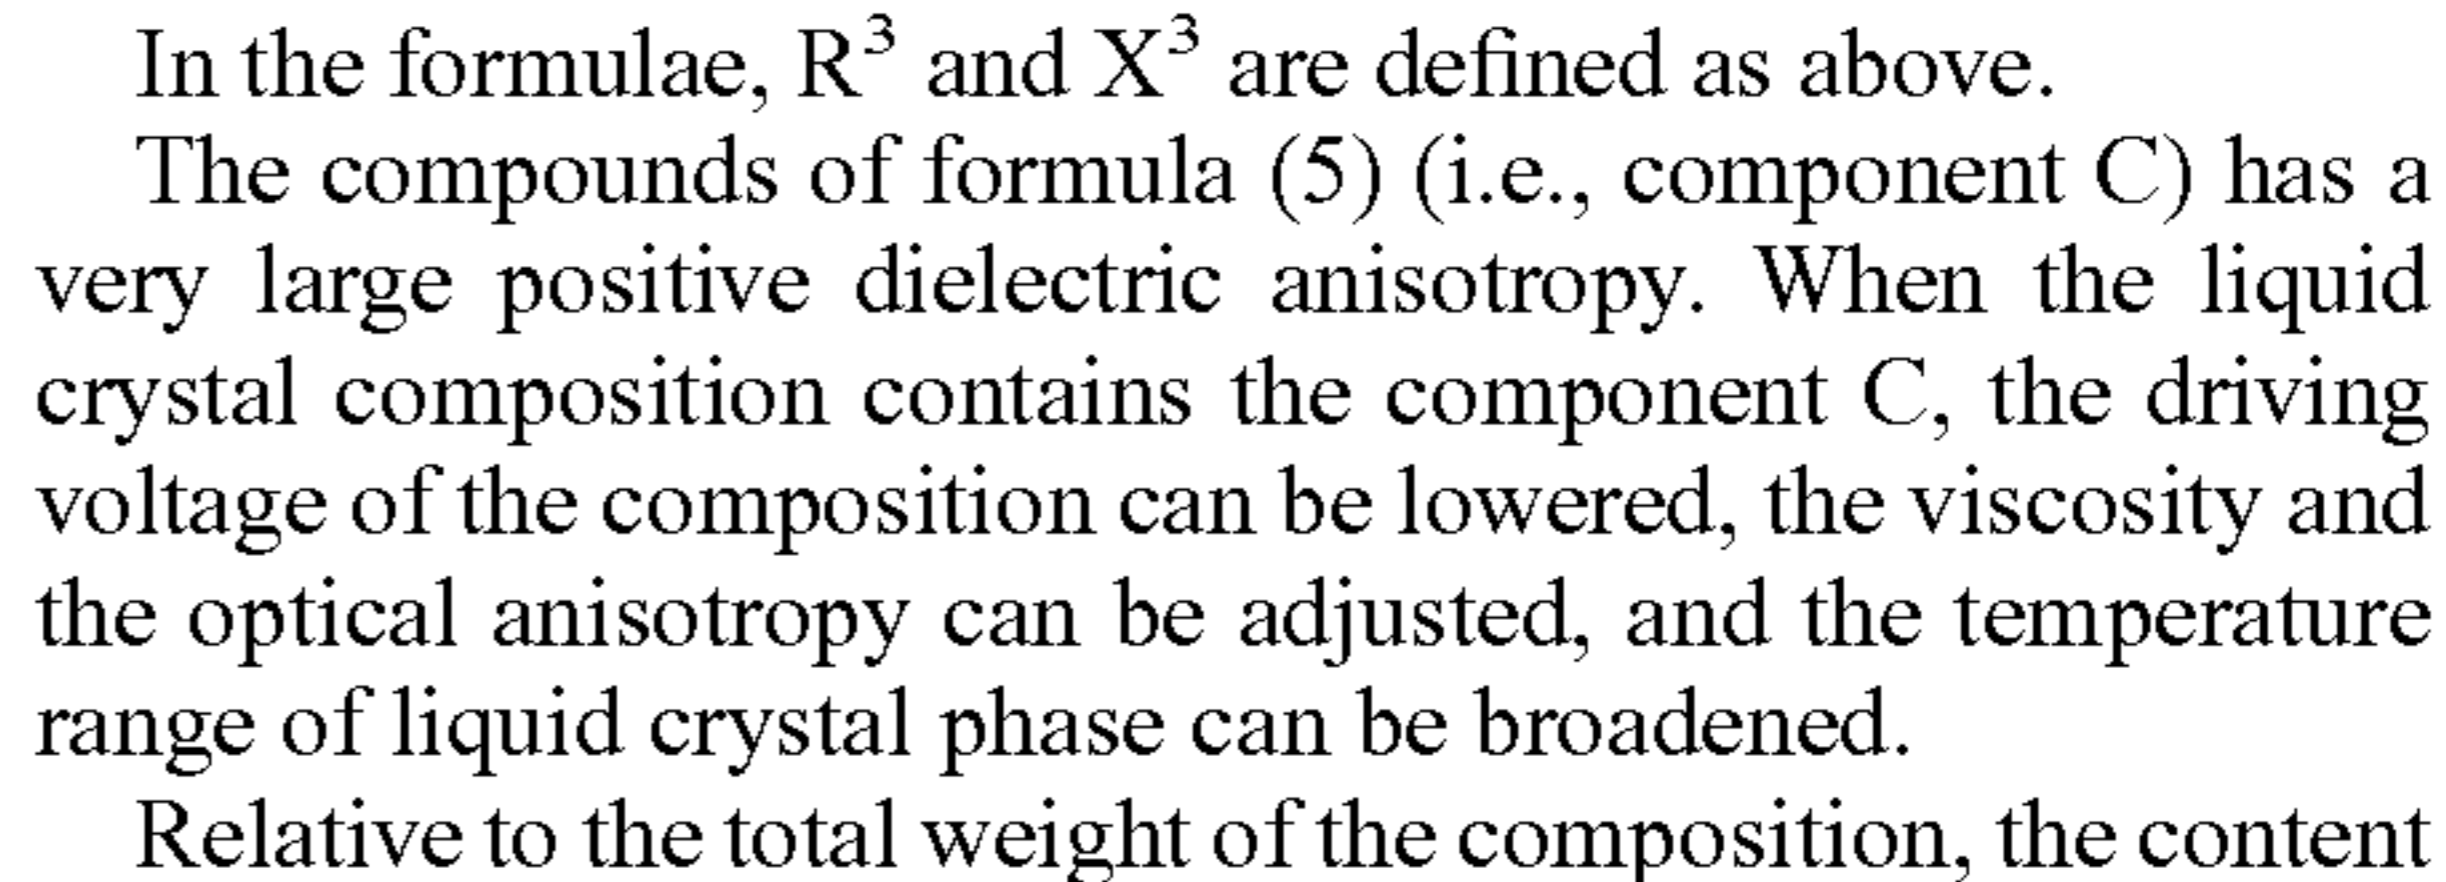 In the formulae, R³ and X³ are defined as above.
The compounds of formula (5) (i.e., component C) has a
very large positive dielectric anisotropy. When the liquid
crystal composition contains the component C, the driving
voltage of the composition can be lowered, the viscosity and
the optical anisotropy can be adjusted, and the temperature
range of liquid crystal phase can be broadened.
Relative to the total weight of the composition, the content